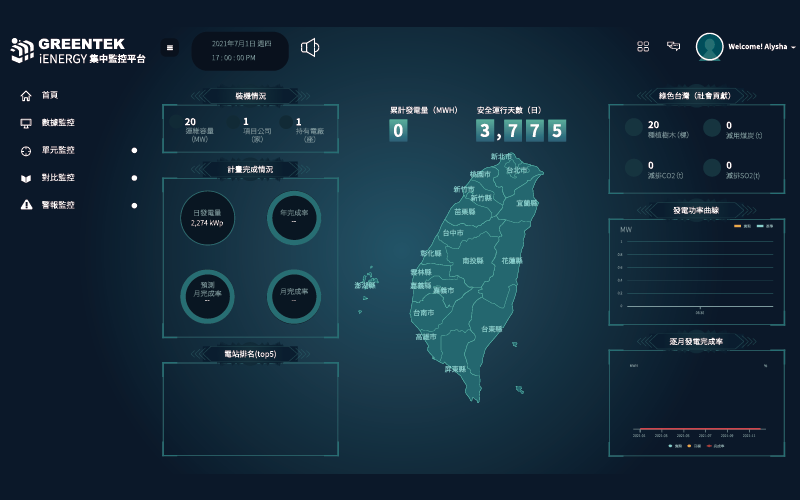 GREENTEK
iENERGY 集中監控平台
2021年7月1日 週四
17 : 00 : 00 PM
Welcome! Alysha
首頁
數據監控
單元監控
對比監控
警報監控
裝機情況
20
運維容量
(MW)
1
項目公司
(家)
1
持有電廠
(座)
計畫完成情況
日發電量
2,274 kWp
年完成率
--
預測
月完成率
--
月完成率
--
電站排名(top5)
累計發電量（MWH）
0
安全運行天數（日）
3,775
新北市
台北市
桃園市
新竹市
新竹縣
宜蘭縣
苗栗縣
台中市
彰化縣
南投縣
花蓮縣
雲林縣
澎湖縣
嘉義縣
嘉義市
台南市
台東縣
高雄市
屏東縣
綠色台灣（社會貢獻）
20
種植樹木（棵）
0
減用煤炭(t)
0
減排CO2(t)
0
減排SO2(t)
發電功率曲線
MW
1
0.8
0.6
0.4
0.2
0
00:00
逐月發電完成率
MWH
%
2021-01
2021-03
2021-05
2021-07
2021-09
2021-11